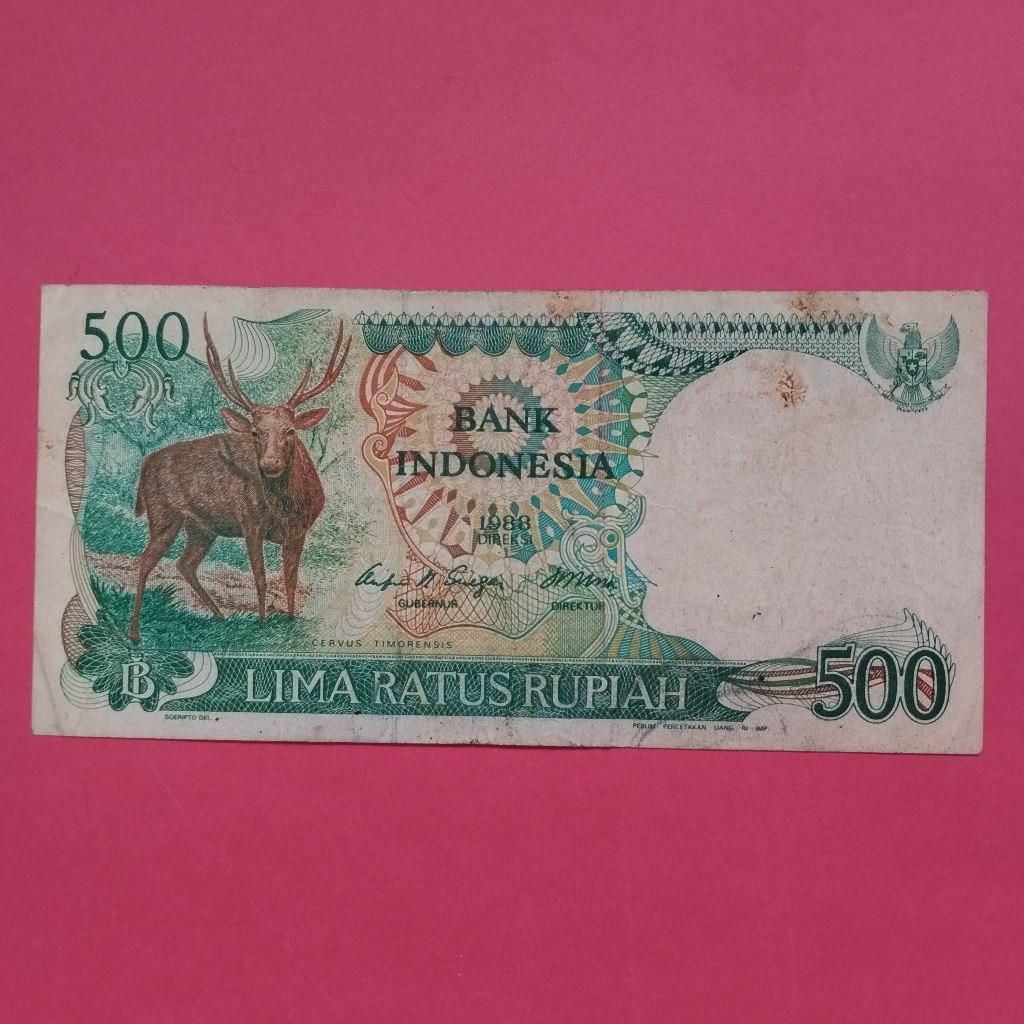 500
BANK
INDONESIA
1988
DIREKSI
GUBERNUR
DIREKTUR
CERVUS TIMORENSIS
LIMA RATUS RUPIAH
500
SOERIPTO DEL.
PERUM PERCETAKAN UANG RI IMP.